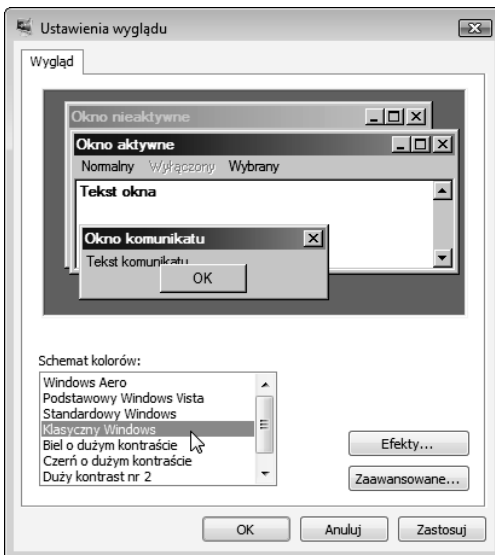 Ustawienia wyglądu
Wygląd
Okno nieaktywne
Okno aktywne
Normalny Wyłączony Wybrany
Tekst okna
Okno komunikatu
Tekst komunikatu
OK
Schemat kolorów:
Windows Aero
Podstawowy Windows Vista
Standardowy Windows
Klasyczny Windows
Biel o dużym kontraście
Czerń o dużym kontraście
Duży kontrast nr 2
Efekty...
Zaawansowane...
OK Anuluj Zastosuj